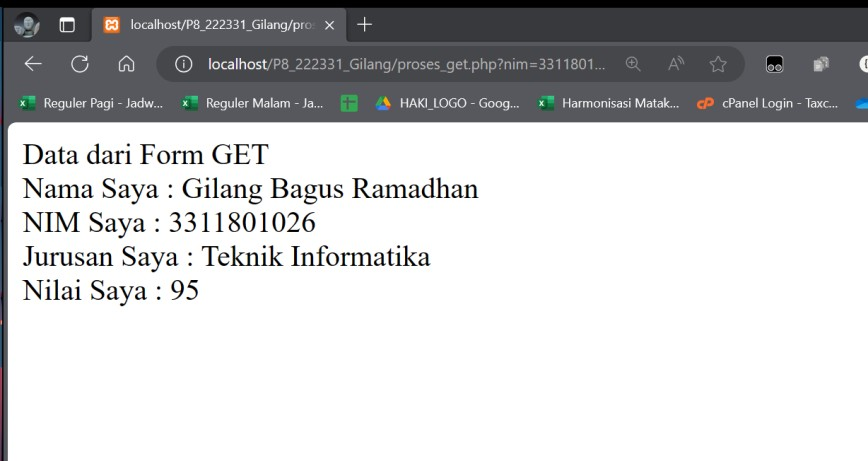 localhost/P8_222331_Gilang/pro
localhost/P8_222331_Gilang/proses_get.php?nim=3311801...
Reguler Pagi - Jadw... Reguler Malam - Ja... HAKI_LOGO - Goog... Harmonisasi Matak... cPanel Login - Taxc...
Data dari Form GET
Nama Saya : Gilang Bagus Ramadhan
NIM Saya : 3311801026
Jurusan Saya : Teknik Informatika
Nilai Saya : 95